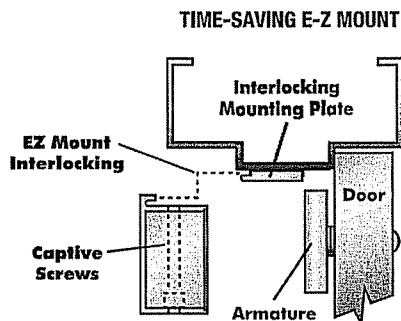 TIME-SAVING E-Z MOUNT
Interlocking
Mounting Plate
EZ Mount
Interlocking
Door
Captive
Screws
Armature